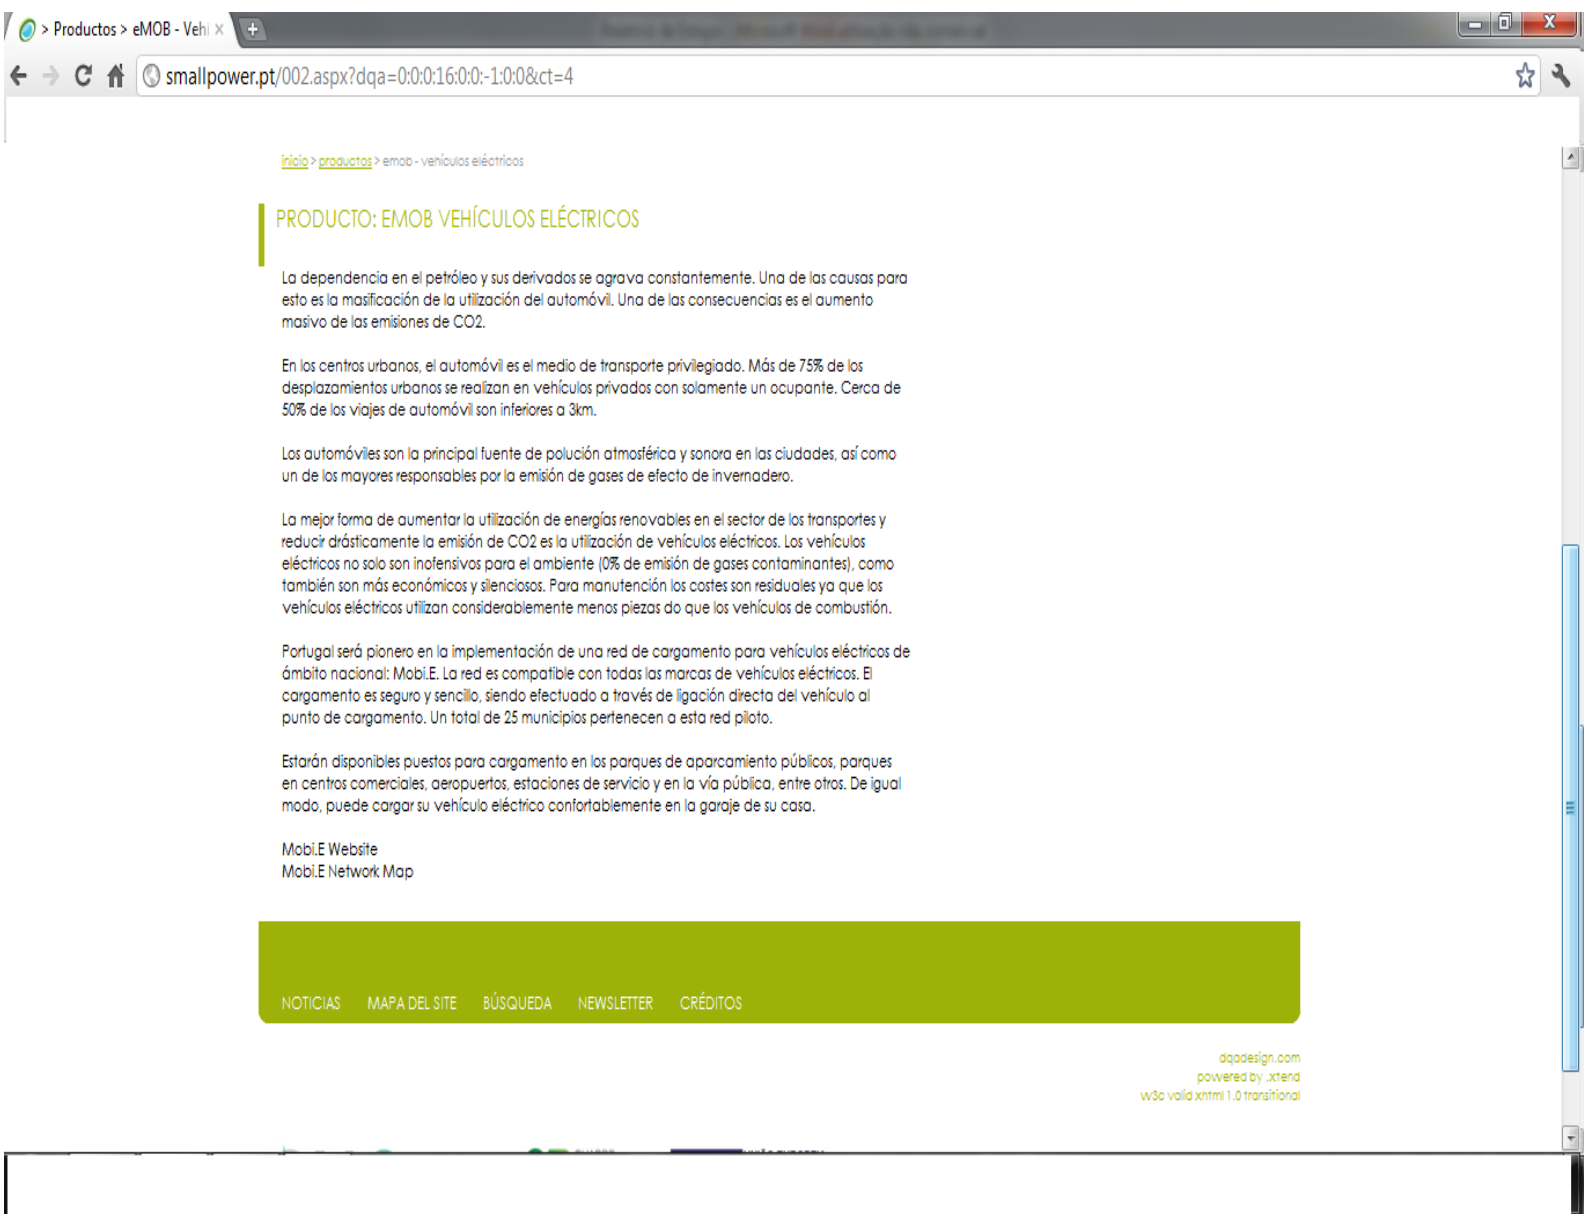 > Productos > eMOB - Vehi
smallpower.pt/002.aspx?dqa=0:0:0:16:0:0:-1:0:0&ct=4
inicio > productos > emob - vehículos eléctricos
PRODUCTO: EMOB VEHÍCULOS ELÉCTRICOS
La dependencia en el petróleo y sus derivados se agrava constantemente. Una de las causas para
esto es la masificación de la utilización del automóvil. Una de las consecuencias es el aumento
masivo de las emisiones de CO2.
En los centros urbanos, el automóvil es el medio de transporte privilegiado. Más de 75% de los
desplazamientos urbanos se realizan en vehículos privados con solamente un ocupante. Cerca de
50% de los viajes de automóvil son inferiores a 3km.
Los automóviles son la principal fuente de polución atmosférica y sonora en las ciudades, así como
un de los mayores responsables por la emisión de gases de efecto de invernadero.
La mejor forma de aumentar la utilización de energías renovables en el sector de los transportes y
reducir drásticamente la emisión de CO2 es la utilización de vehículos eléctricos. Los vehículos
eléctricos no solo son inofensivos para el ambiente (0% de emisión de gases contaminantes), como
también son más económicos y silenciosos. Para manutención los costes son residuales ya que los
vehículos eléctricos utilizan considerablemente menos piezas do que los vehículos de combustión.
Portugal será pionero en la implementación de una red de cargamento para vehículos eléctricos de
ámbito nacional: Mobi.E. La red es compatible con todas las marcas de vehículos eléctricos. El
cargamento es seguro y sencillo, siendo efectuado a través de ligación directa del vehículo al
punto de cargamento. Un total de 25 municipios pertenecen a esta red piloto.
Estarán disponibles puestos para cargamento en los parques de aparcamiento públicos, parques
en centros comerciales, aeropuertos, estaciones de servicio y en la vía pública, entre otros. De igual
modo, puede cargar su vehículo eléctrico confortablemente en la garaje de su casa.
Mobi.E Website
Mobi.E Network Map
NOTICIAS MAPA DEL SITE BÚSQUEDA NEWSLETTER CRÉDITOS
dqadesign.com
powered by .xtend
w3c valid xhtml 1.0 transitional